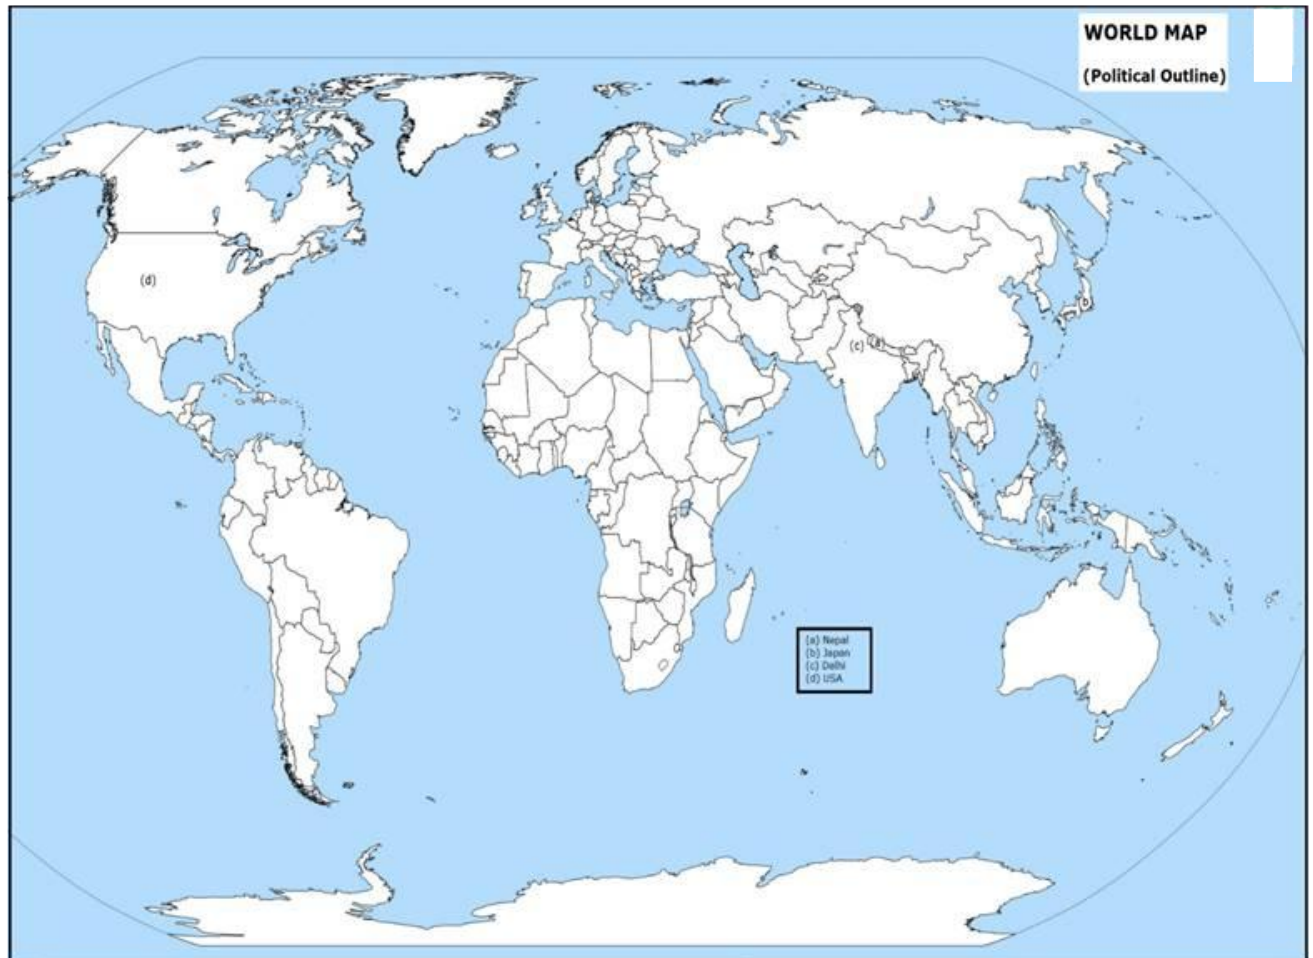 WORLD MAP
(Political Outline)
(d)
b
(c) (a)
(a) Nepal
(b) Japan
(c) Delhi
(d) USA